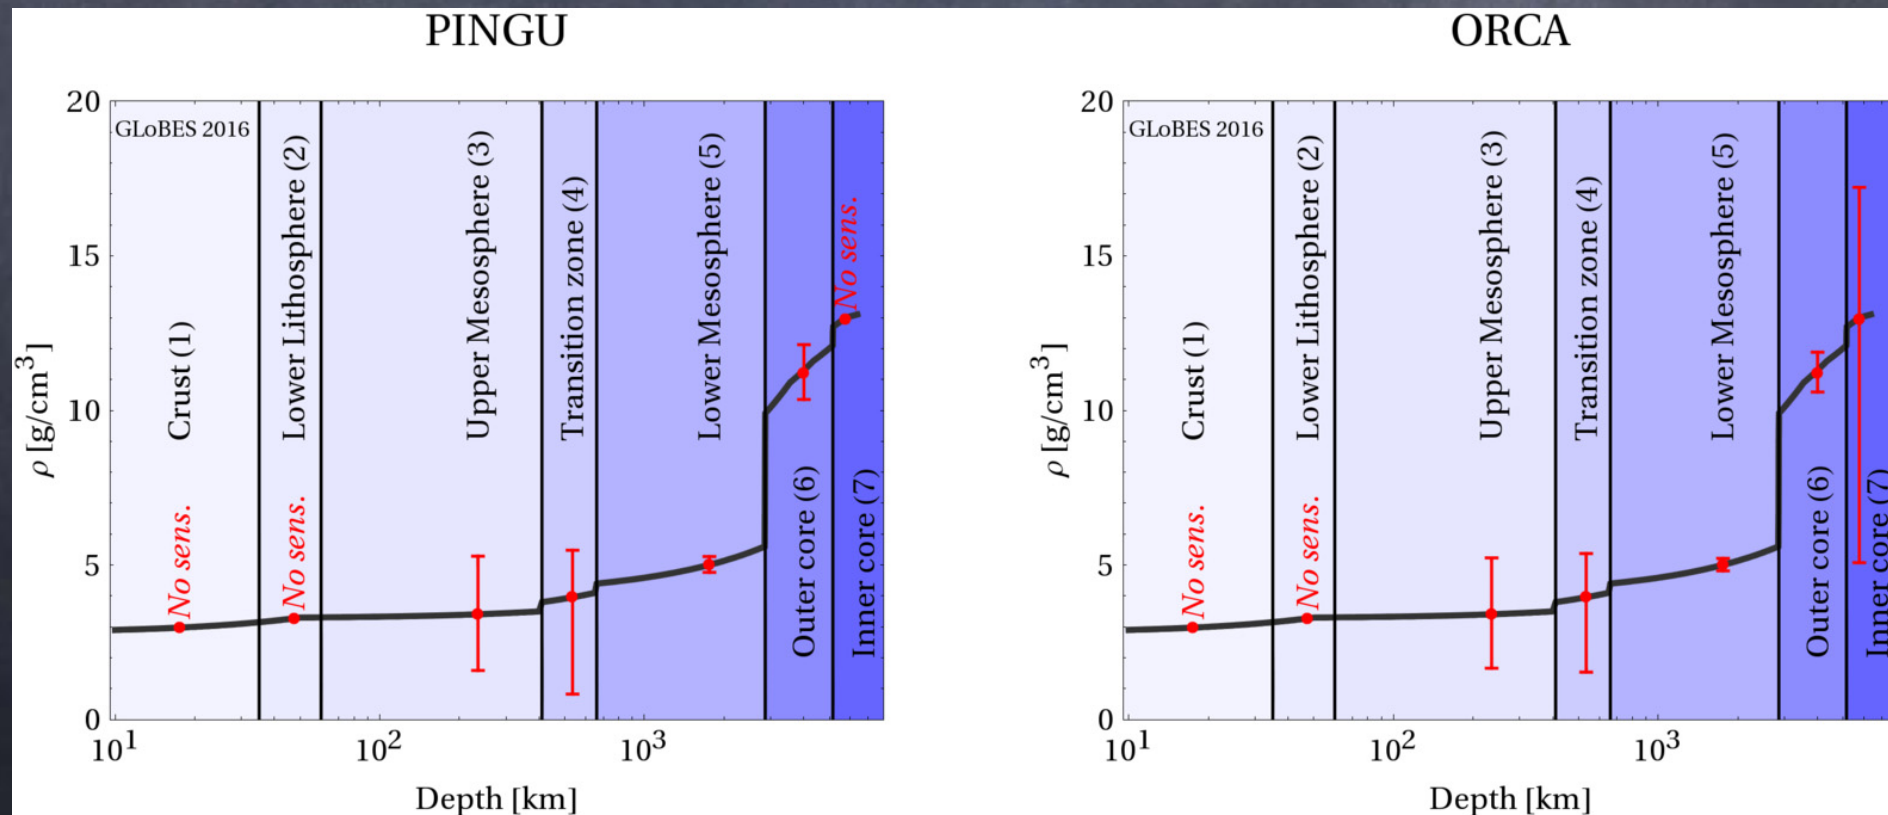 PINGU
20
15
10
5
0
ρ [g/cm³]
GLoBES 2016
Crust (1)
Lower Lithosphere (2)
Upper Mesosphere (3)
Transition zone (4)
Lower Mesosphere (5)
Outer core (6)
Inner core (7)
No sens.
No sens.
No sens.
10¹
10²
10³
Depth [km]
ORCA
20
15
10
5
0
ρ [g/cm³]
GLoBES 2016
Crust (1)
Lower Lithosphere (2)
Upper Mesosphere (3)
Transition zone (4)
Lower Mesosphere (5)
Outer core (6)
Inner core (7)
No sens.
No sens.
10¹
10²
10³
Depth [km]